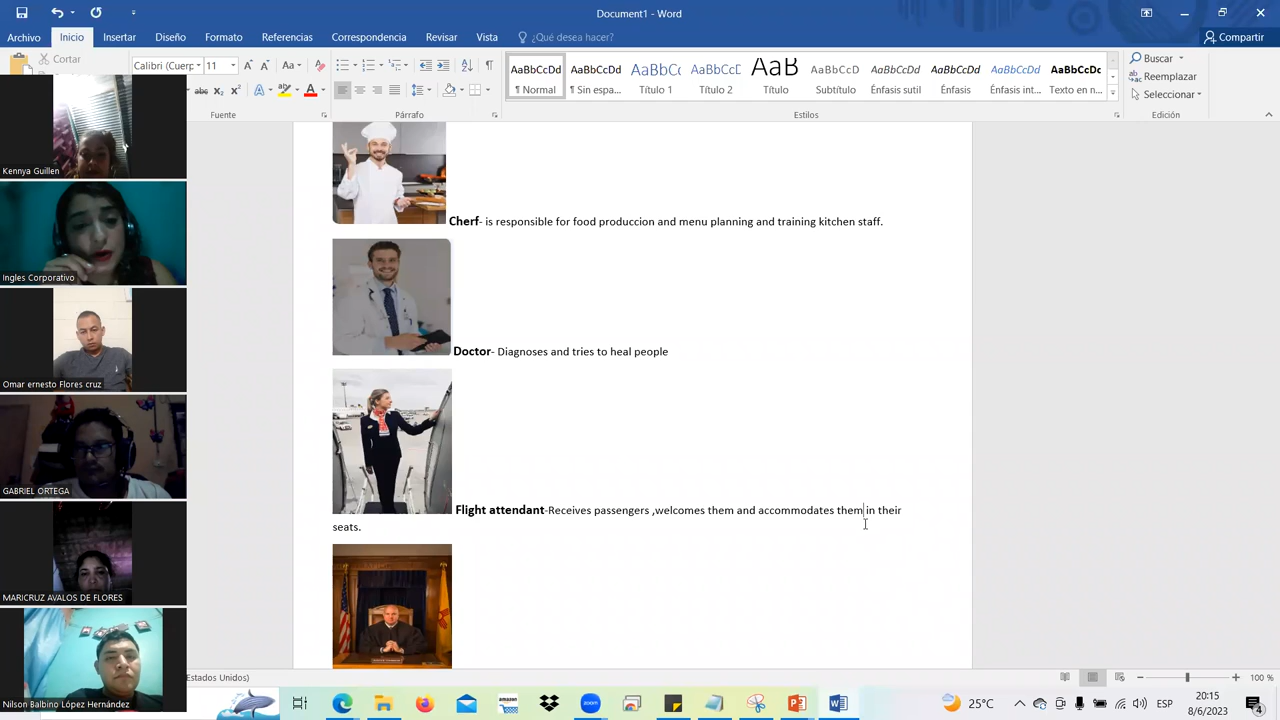 Document1 - Word
Archivo Inicio Insertar Diseño Formato Referencias Correspondencia Revisar Vista ¿Qué desea hacer? Compartir
Cortar
Calibri (Cuerp 11
AaBbCcDd AaBbCcDd AaBbCc AaBbCcD AaB AaBbCcD AaBbCcDd AaBbCcDd AaBbCcDd AaBbCcDc
¶ Normal ¶ Sin espa... Título 1 Título 2 Título Subtítulo Énfasis sutil Énfasis Énfasis int... Texto en n...
Buscar
Reemplazar
Seleccionar
Fuente Párrafo Estilos Edición
Kennya Guillen
Ingles Corporativo
Omar ernesto Flores cruz
GABRIEL ORTEGA
MARICRUZ AVALOS DE FLORES
Nilson Balbino López Hernández
Cherf- is responsible for food produccion and menu planning and training kitchen staff.
Doctor- Diagnoses and tries to heal people
Flight attendant-Receives passengers ,welcomes them and accommodates them in their
seats.
Estados Unidos)
100 %
amazon
zoom
25°C
ESP
20:15
8/6/2023
4